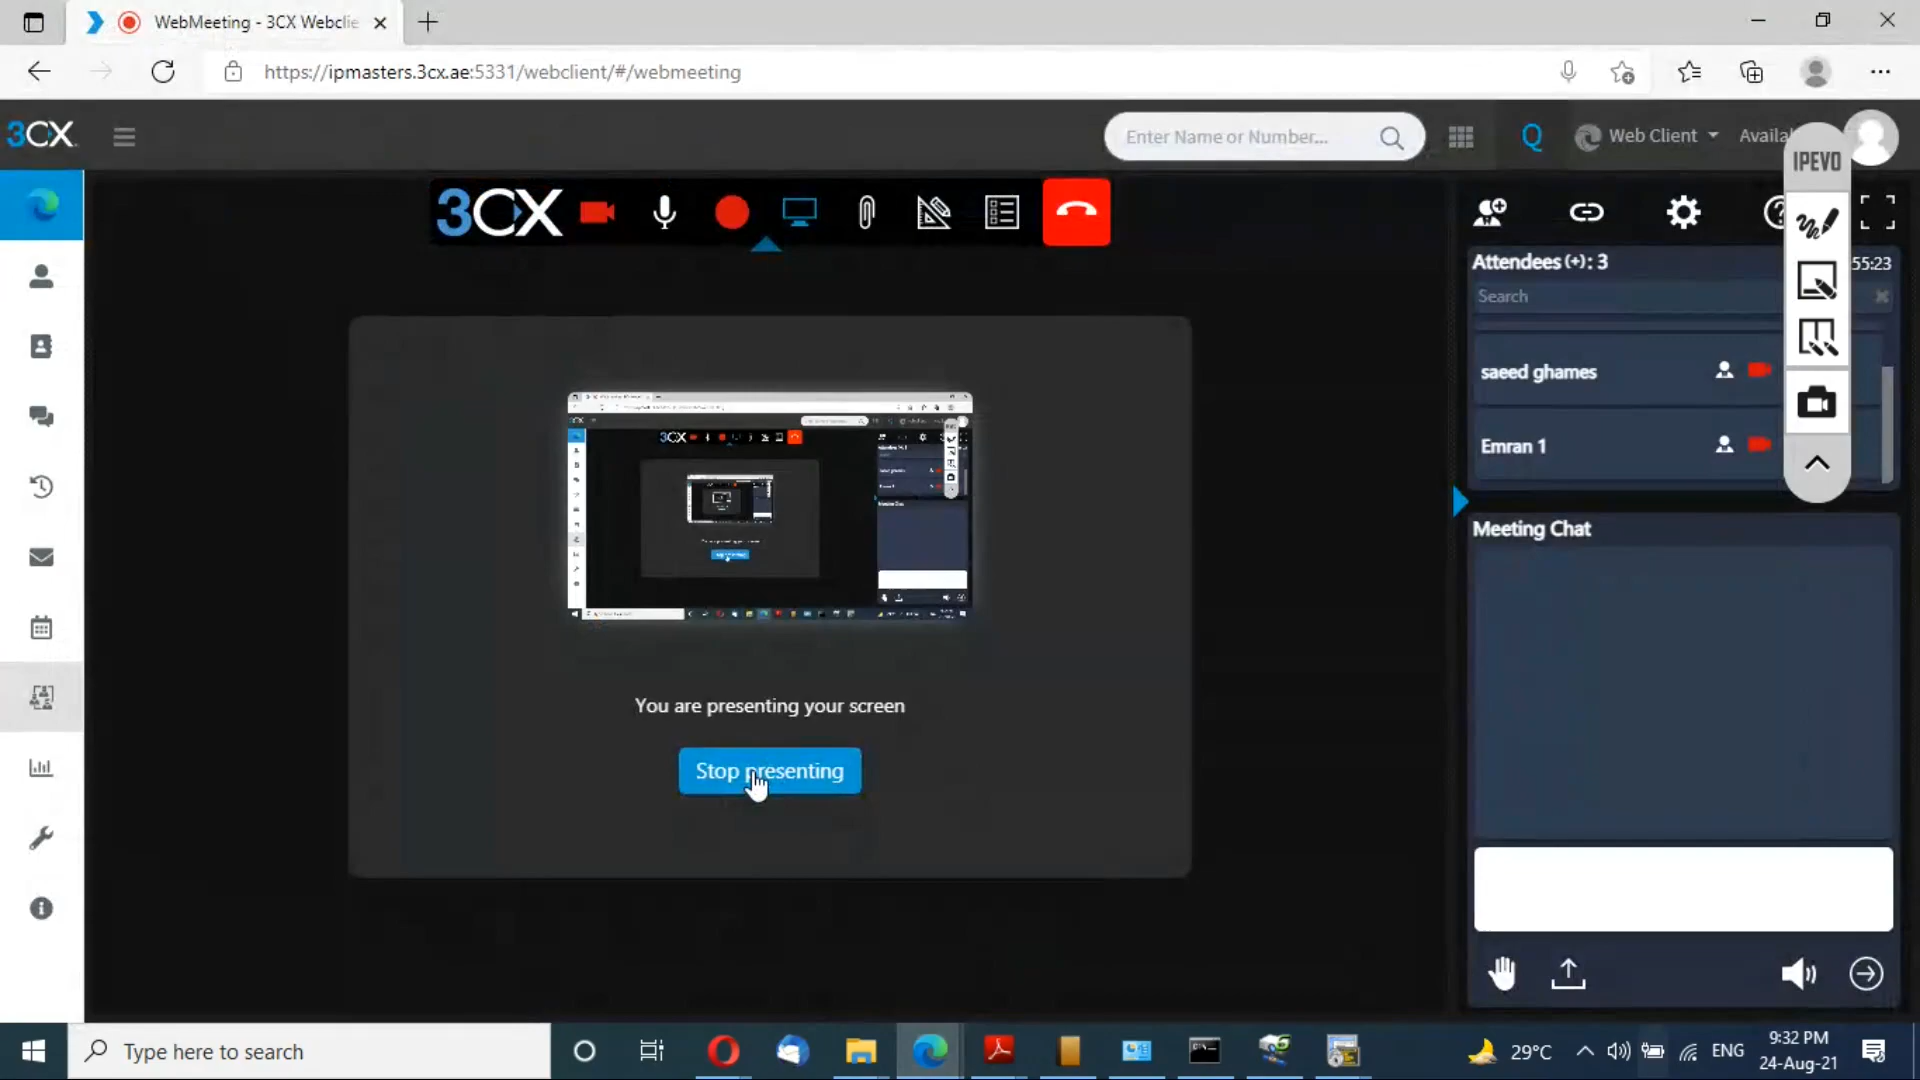 WebMeeting - 3CX Webclie
https://ipmasters.3cx.ae:5331/webclient/#/webmeeting
3CX
Enter Name or Number...
Q
Web Client
Availa
IPEVO
3CX
Attendees (+): 3
55:23
Search
saeed ghames
Emran 1
Meeting Chat
3CX
You are presenting your screen
Stop presenting
Type here to search
29°C
ENG
9:32 PM
24-Aug-21